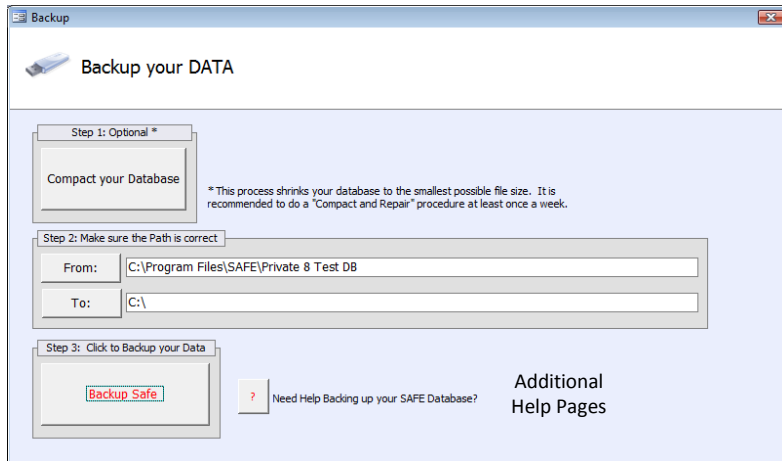 Backup
Backup your DATA
Step 1: Optional *
Compact your Database
* This process shrinks your database to the smallest possible file size. It is
recommended to do a "Compact and Repair" procedure at least once a week.
Step 2: Make sure the Path is correct
From:
C:\Program Files\SAFE\Private 8 Test DB
To:
C:\
Step 3: Click to Backup your Data
Backup Safe
?
Need Help Backing up your SAFE Database?
Additional
Help Pages